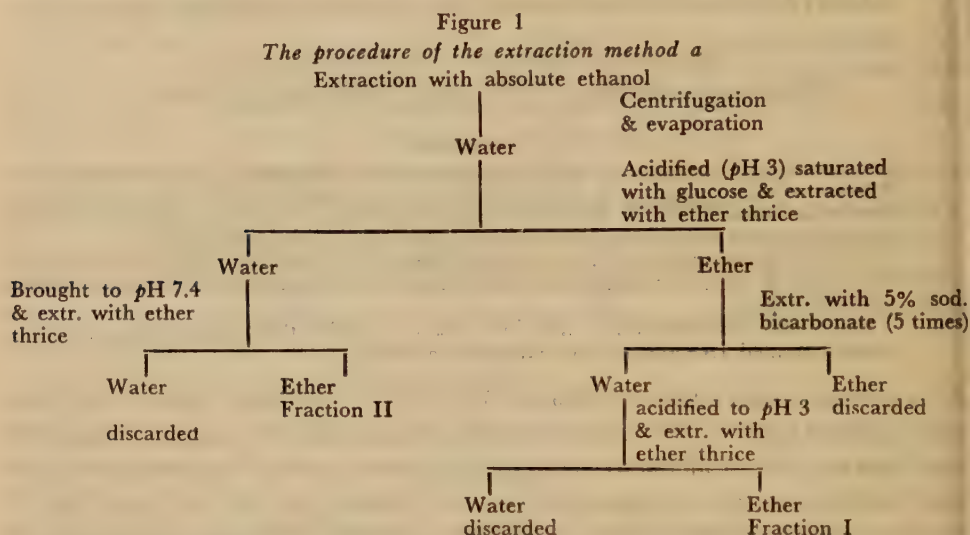 Figure 1
The procedure of the extraction method a
Extraction with absolute ethanol
Centrifugation
& evaporation
Water
Acidified (pH 3) saturated
with glucose & extracted
with ether thrice
Water
Ether
Brought to pH 7.4
& extr. with ether
thrice
Extr. with 5% sod.
bicarbonate (5 times)
Water
discarded
Ether
Fraction II
Water
Ether
discarded
acidified to pH 3
& extr. with
ether thrice
Water
discarded
Ether
Fraction I